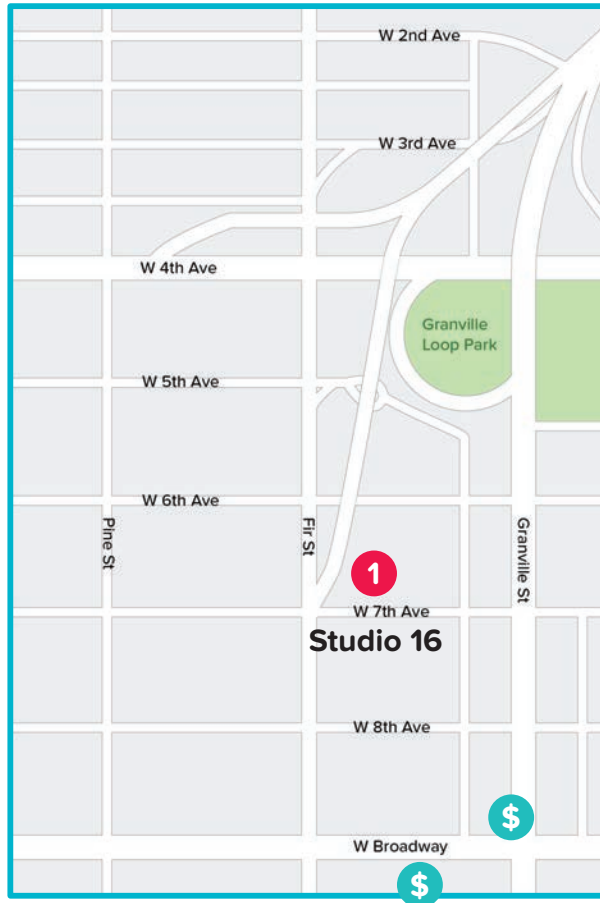 W 2nd Ave
W 3rd Ave
W 4th Ave
Granville
Loop Park
W 5th Ave
W 6th Ave
Pine St
Fir St
Granville St
1
W 7th Ave
Studio 16
W 8th Ave
$
W Broadway
$